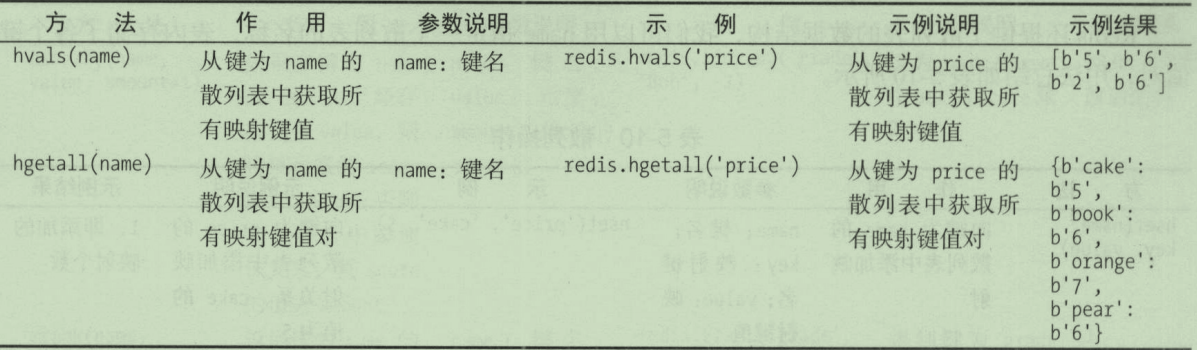 方 法 作 用 参数说明 示 例 示例说明 示例结果
hvals(name) 从键为 name 的 name：键名 redis.hvals('price') 从键为 price 的 [b'5', b'6',
散列表中获取所 散列表中获取所 b'2', b'6']
有映射键值 有映射键值
hgetall(name) 从键为 name 的 name：键名 redis.hgetall('price') 从键为 price 的 {b'cake':
散列表中获取所 散列表中获取所 b'5',
有映射键值对 有映射键值对 b'book':
b'6',
b'orange':
b'7',
b'pear':
b'6'}